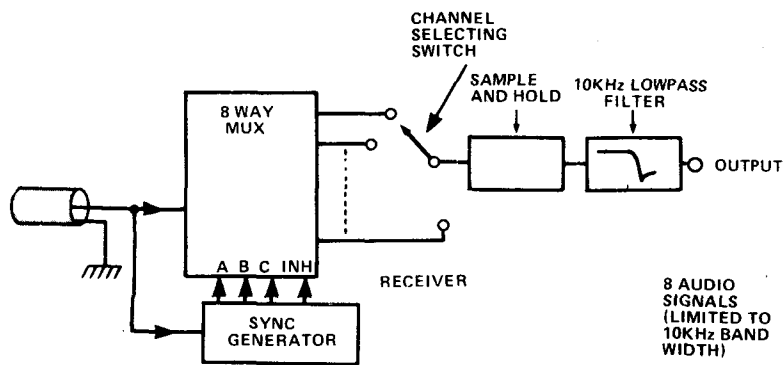 CHANNEL
SELECTING
SWITCH
SAMPLE
AND HOLD
10KHz LOWPASS
FILTER
8 WAY
MUX
OUTPUT
A B C INH
RECEIVER
SYNC
GENERATOR
8 AUDIO
SIGNALS
(LIMITED TO
10KHz BAND
WIDTH)